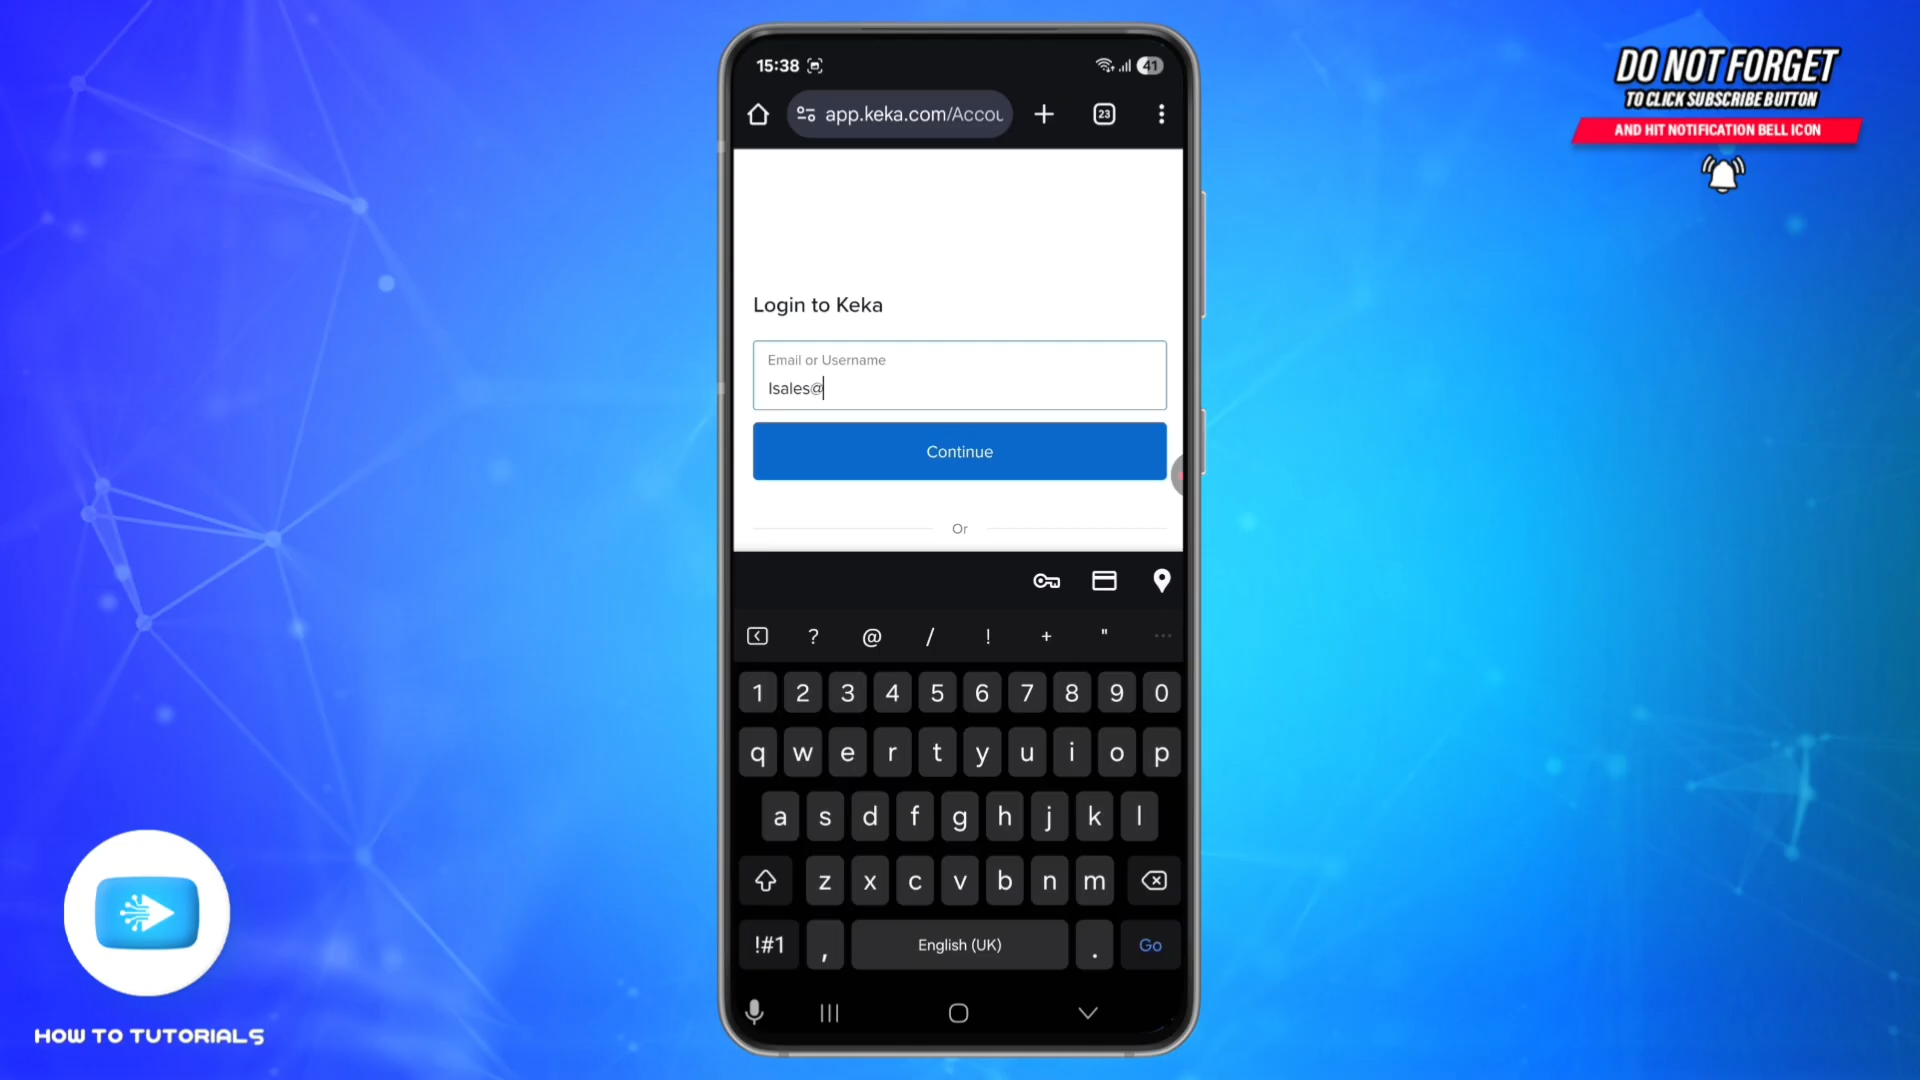 DO NOT FORGET
TO CLICK SUBSCRIBE BUTTON
AND HIT NOTIFICATION BELL ICON
15:38
41
app.keka.com/Accou
23
Login to Keka
Email or Username
Isales@
Continue
Or
? @ / ! + " ...
1 2 3 4 5 6 7 8 9 0
q w e r t y u i o p
a s d f g h j k l
z x c v b n m
!#1 , English (UK) . Go
HOW TO TUTORIALS